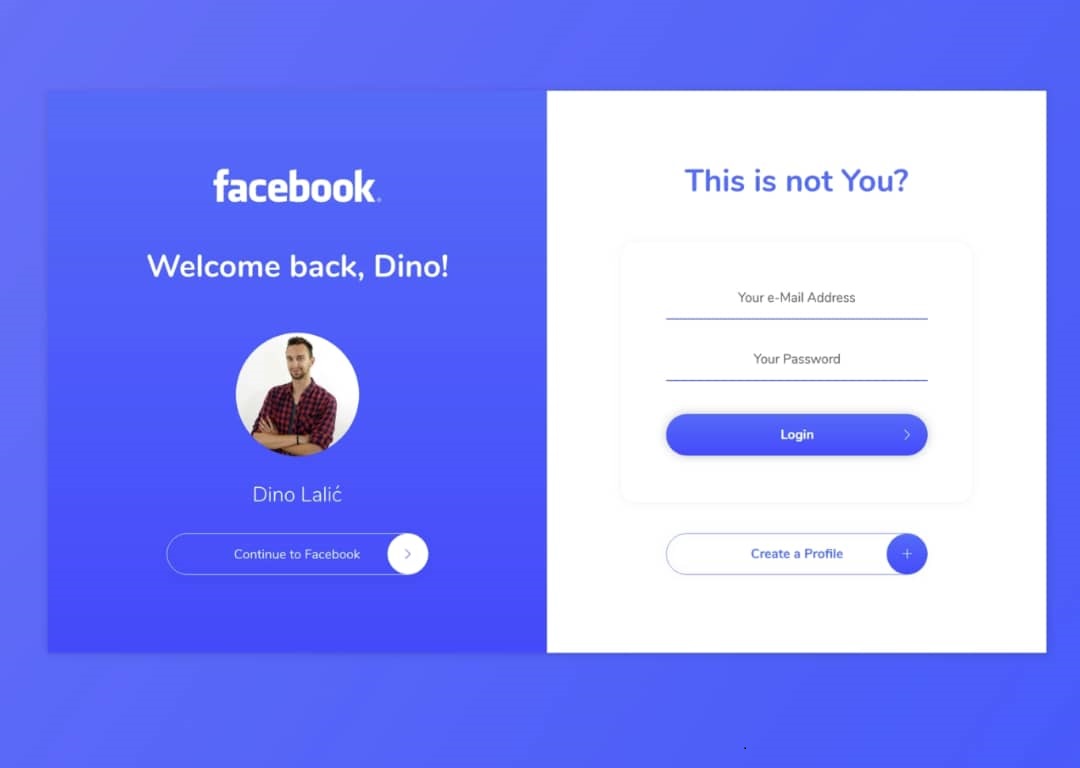 facebook
Welcome back, Dino!
Dino Lalić
Continue to Facebook
This is not You?
Your e-Mail Address
Your Password
Login
Create a Profile